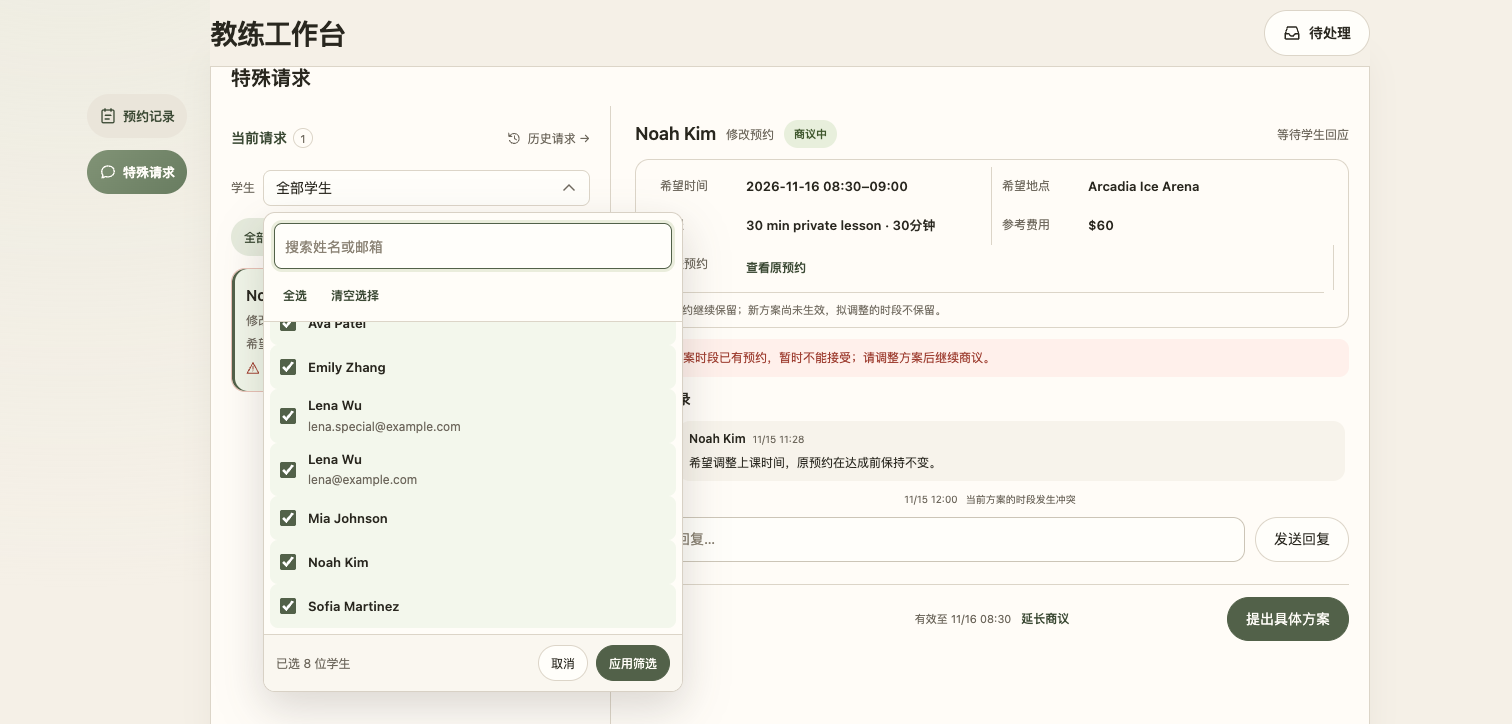 教练工作台
待处理
预约记录
特殊请求
特殊请求
当前请求 1
历史请求 →
学生 全部学生
全部
搜索姓名或邮箱
全选 清空选择
Ava Patel
Emily Zhang
Lena Wu
lena.special@example.com
Lena Wu
lena@example.com
Mia Johnson
Noah Kim
Sofia Martinez
已选 8 位学生
取消
应用筛选
No
修
希
Noah Kim 修改预约 商议中
等待学生回应
希望时间 2026-11-16 08:30–09:00
希望地点 Arcadia Ice Arena
30 min private lesson · 30分钟
参考费用 $60
预约 查看原预约
约继续保留；新方案尚未生效，拟调整的时段不保留。
案时段已有预约，暂时不能接受；请调整方案后继续商议。
录
Noah Kim 11/15 11:28
希望调整上课时间，原预约在达成前保持不变。
11/15 12:00 当前方案的时段发生冲突
回复...
发送回复
有效至 11/16 08:30 延长商议
提出具体方案